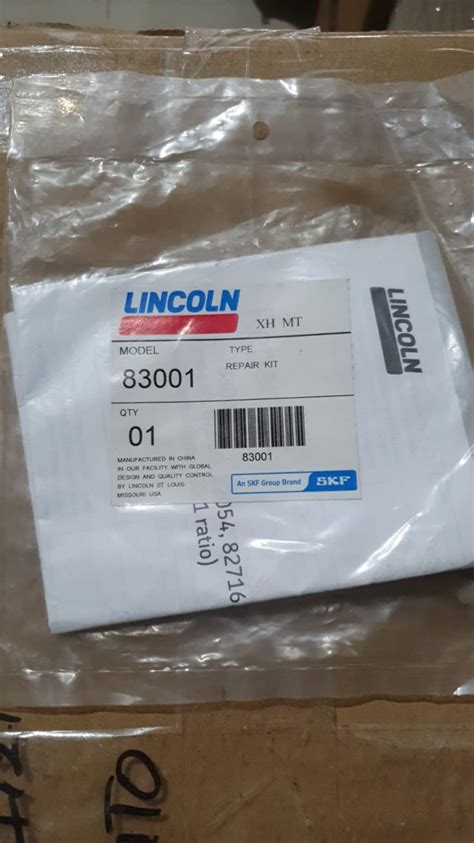 LINCOLN
XH MT
LINCOLN
MODEL
TYPE
83001
REPAIR KIT
QTY
01
83001
MANUFACTURED IN CHINA
IN OUR FACILITY WITH GLOBAL
DESIGN AND QUALITY CONTROL
BY LINCOLN ST LOUIS
MISSOURI USA
An SKF Group Brand
SKF
054, 82716
1 ratio)